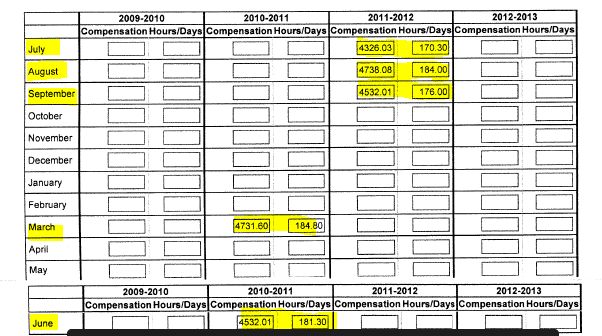 2009-2010 2010-2011 2011-2012 2012-2013
Compensation Hours/Days Compensation Hours/Days Compensation Hours/Days Compensation Hours/Days
July 4326.03 170.30
August 4738.08 184.00
September 4532.01 176.00
October
November
December
January
February
March 4731.60 184.80
April
May
2009-2010 2010-2011 2011-2012 2012-2013
Compensation Hours/Days Compensation Hours/Days Compensation Hours/Days Compensation Hours/Days
June 4532.01 181.30